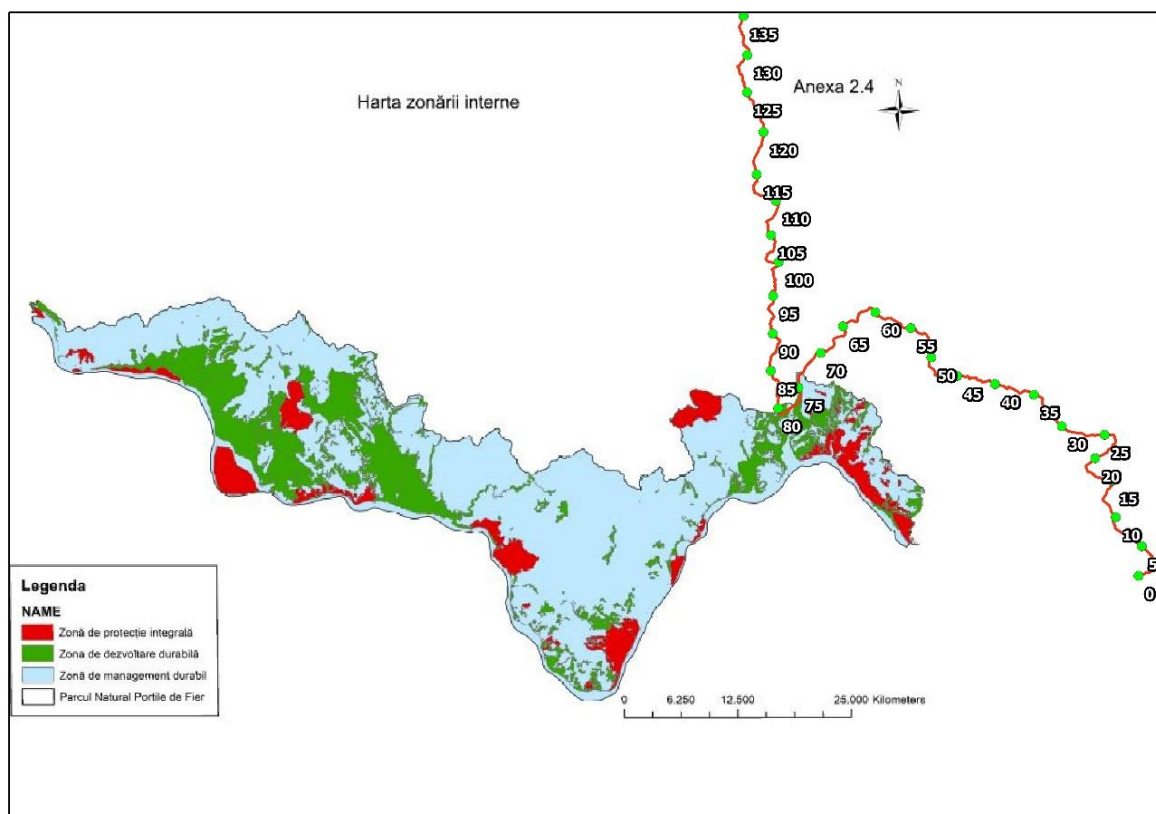 135
130
Anexa 2.4
N
Harta zonării interne
125
120
115
110
105
100
95
90
85
80
75
70
65
60
55
50
45
40
35
30
25
20
15
10
5
0
Legenda
NAME
Zonă de protecție integrală
Zona de dezvoltare durabilă
Zonă de management durabil
Parcul Natural Portile de Fier
0 6.250 12.500 25.000 Kilometers